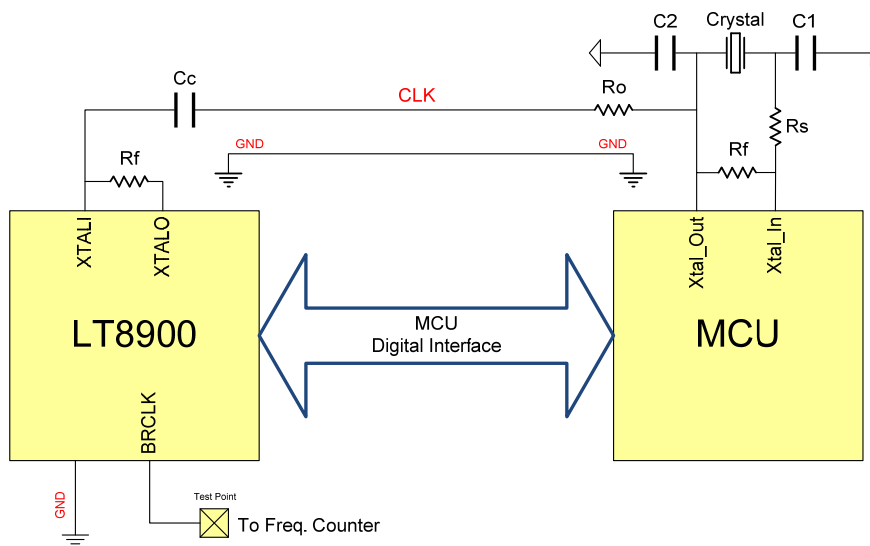 C2
Crystal
C1
Cc
CLK
Ro
Rs
GND
GND
Rf
Rf
XTALI
XTALO
Xtal_Out
Xtal_In
LT8900
MCU
Digital Interface
MCU
BRCLK
GND
Test Point
To Freq. Counter